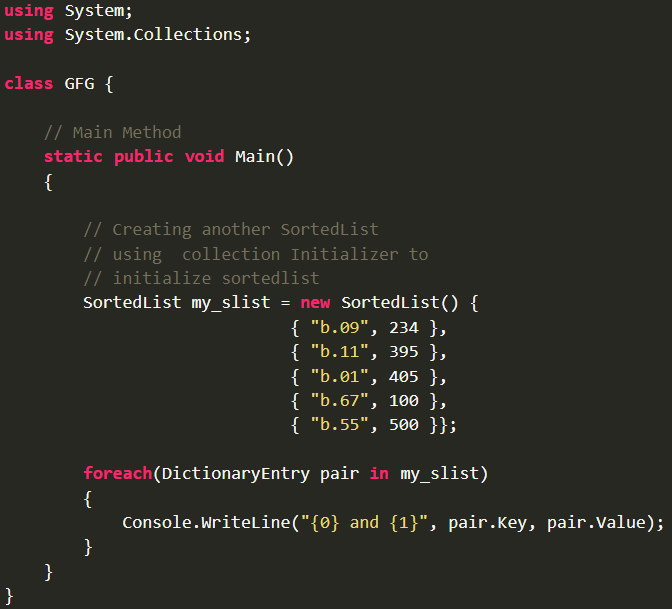 using System;
using System.Collections;
class GFG {
// Main Method
static public void Main()
{
// Creating another SortedList
// using  collection Initializer to
// initialize sortedlist
SortedList my_slist = new SortedList() {
{ "b.09", 234 },
{ "b.11", 395 },
{ "b.01", 405 },
{ "b.67", 100 },
{ "b.55", 500 }};
foreach(DictionaryEntry pair in my_slist)
{
Console.WriteLine("{0} and {1}", pair.Key, pair.Value);
}
}
}